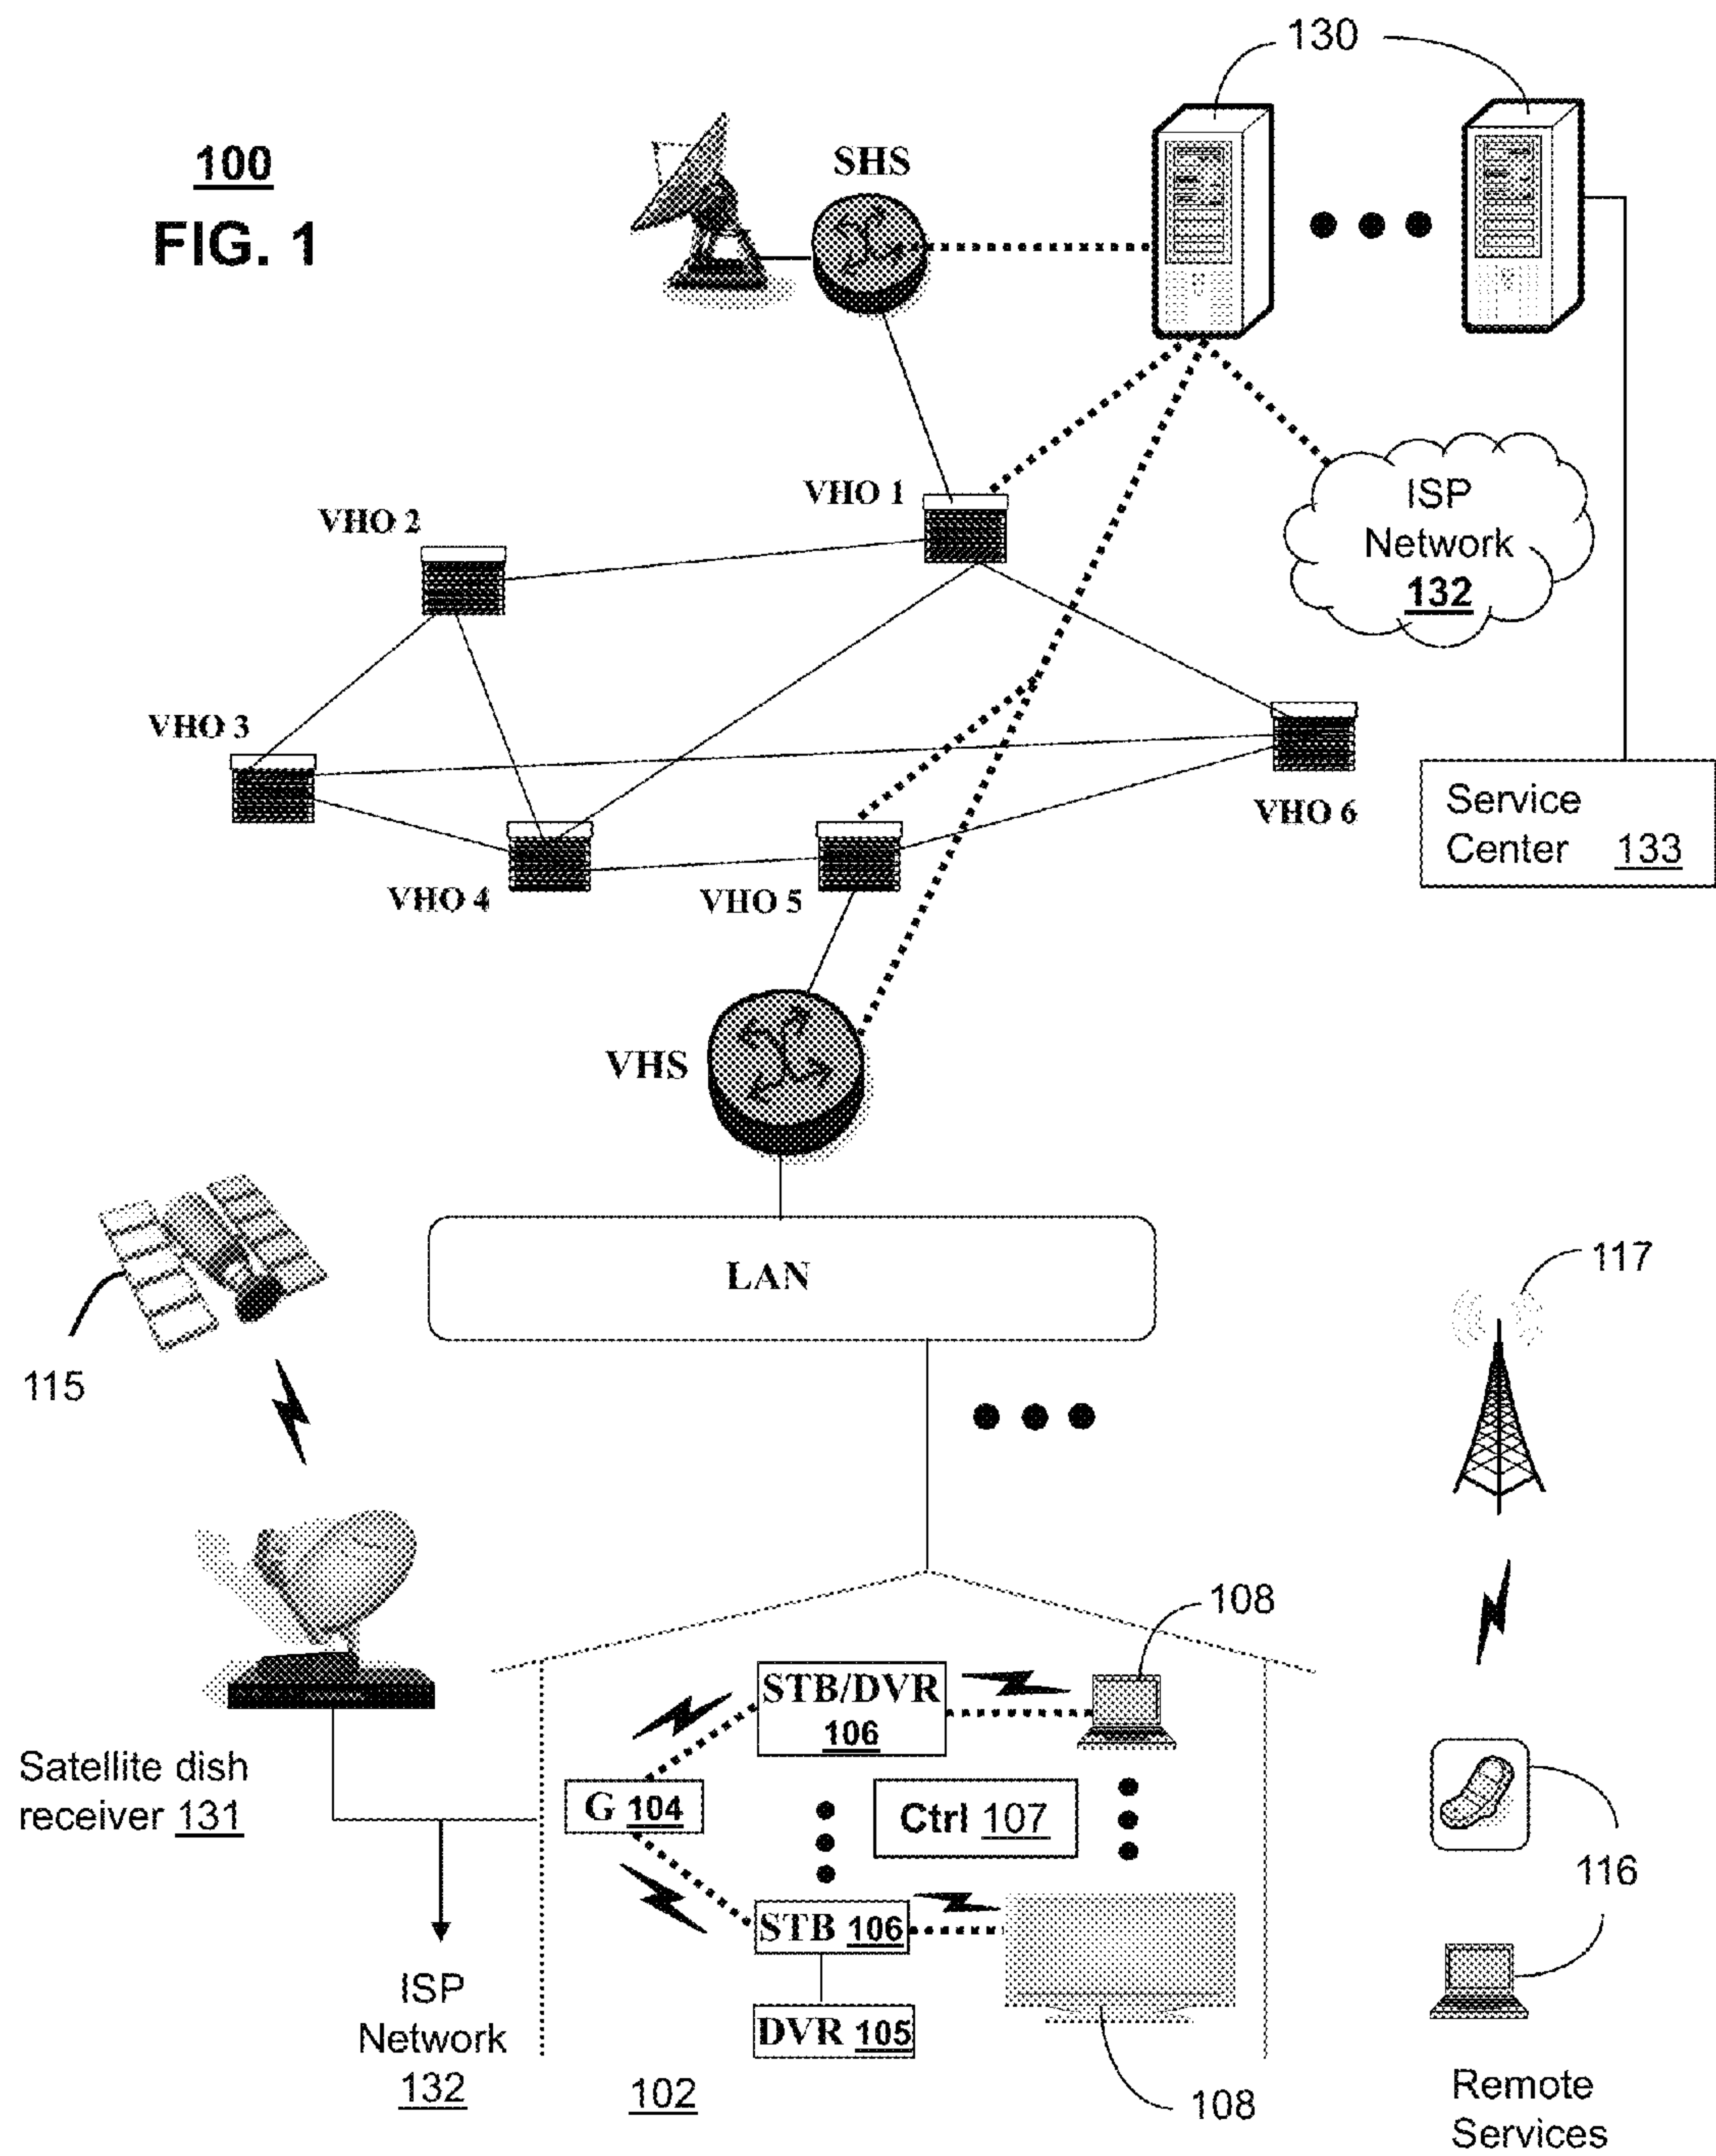 130
100
FIG. 1
SHS
ISP
Network
132
VHO 1
VHO 2
VHO 3
VHO 6
Service
Center 133
VHO 4
VHO 5
VHS
LAN
117
115
108
STB/DVR
106
Satellite dish
receiver 131
G 104
Ctrl 107
116
STB 106
ISP
Network
132
DVR 105
102
108
Remote
Services